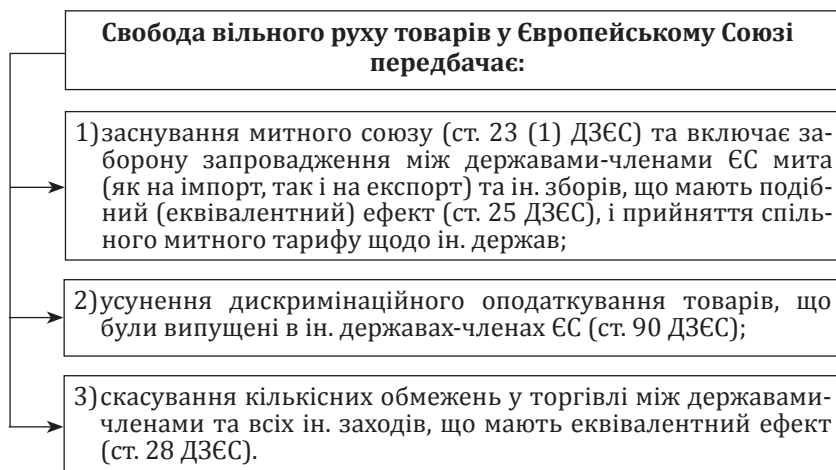 Свобода вільного руху товарів у Європейському Союзі
передбачає:
1)заснування митного союзу (ст. 23 (1) ДЗЄС) та включає за-
борону запровадження між державами-членами ЄС мита
(як на імпорт, так і на експорт) та ін. зборів, що мають подіб-
ний (еквівалентний) ефект (ст. 25 ДЗЄС), і прийняття спіль-
ного митного тарифу щодо ін. держав;
2)усунення дискримінаційного оподаткування товарів, що
були випущені в ін. державах-членах ЄС (ст. 90 ДЗЄС);
3)скасування кількісних обмежень у торгівлі між державами-
членами та всіх ін. заходів, що мають еквівалентний ефект
(ст. 28 ДЗЄС).